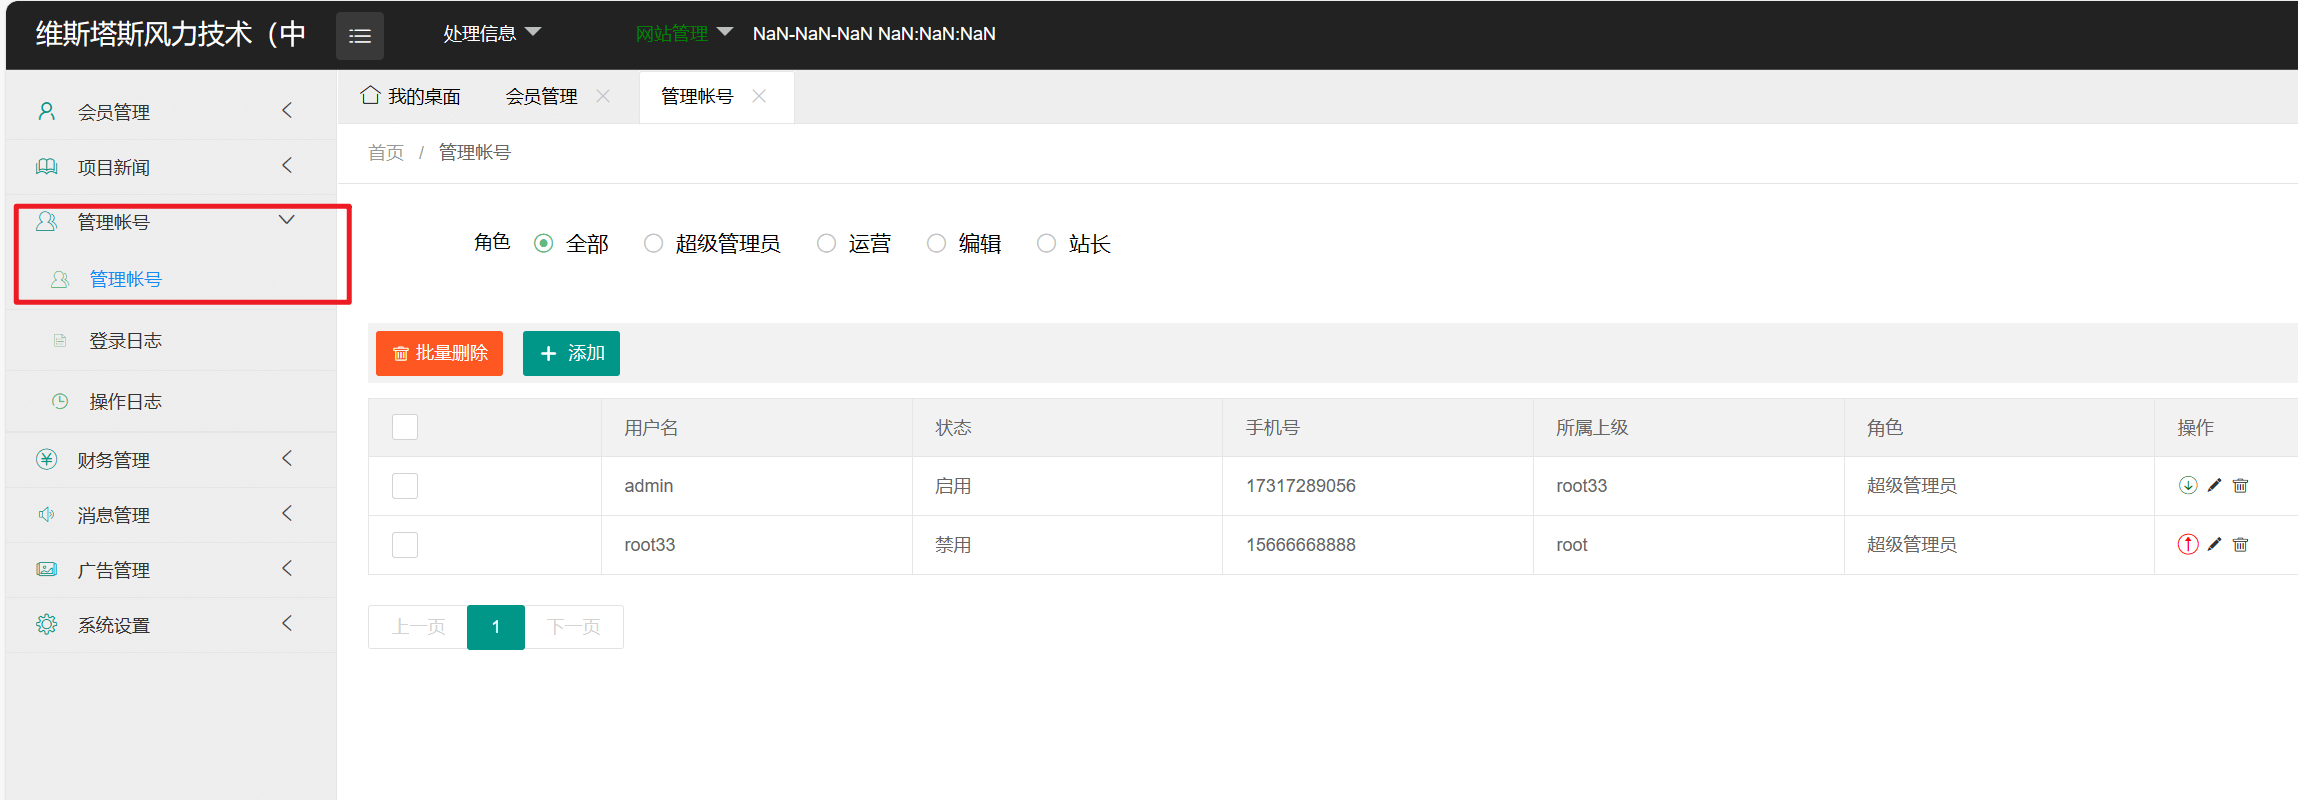 维斯塔斯风力技术（中
处理信息
网站管理
NaN-NaN-NaN NaN:NaN:NaN
会员管理
项目新闻
管理帐号
管理帐号
登录日志
操作日志
财务管理
消息管理
广告管理
系统设置
我的桌面 会员管理 管理帐号
首页 / 管理帐号
角色 全部 超级管理员 运营 编辑 站长
批量删除 添加
用户名 状态 手机号 所属上级 角色 操作
admin 启用 17317289056 root33 超级管理员
root33 禁用 15666668888 root 超级管理员
上一页 1 下一页